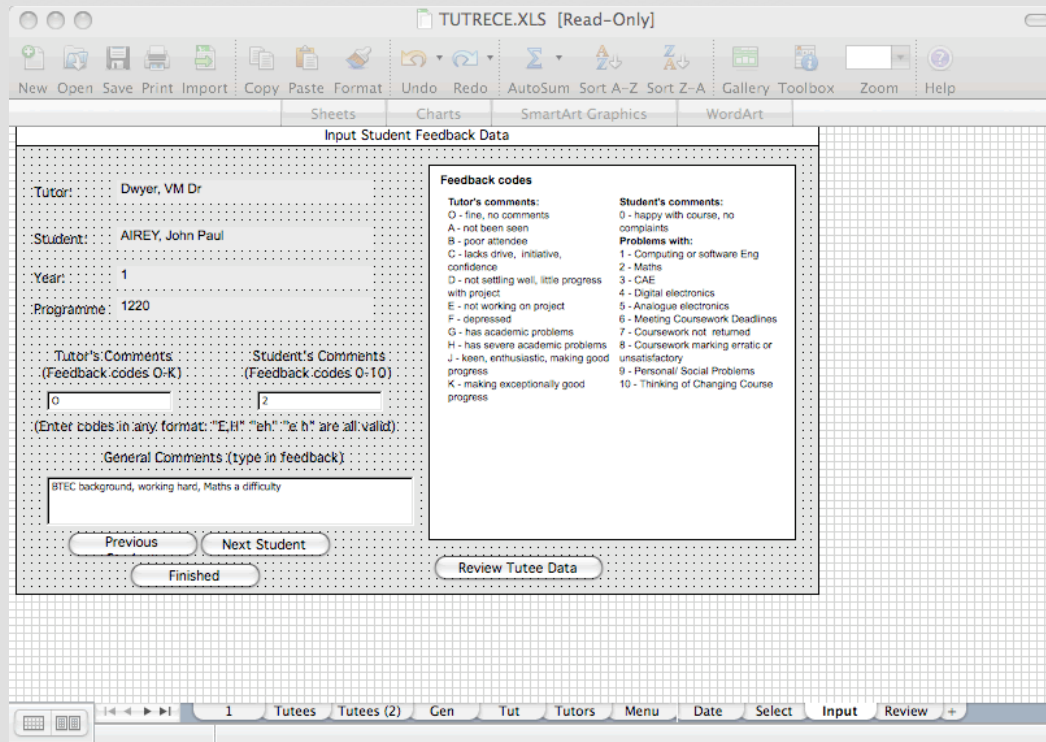 TUTRECE.XLS [Read-Only]
New Open Save Print Import Copy Paste Format Undo Redo AutoSum Sort A-Z Sort Z-A Gallery Toolbox Zoom Help
Sheets Charts SmartArt Graphics WordArt
Input Student Feedback Data
Tutor: Dwyer, VM Dr
Student: AIREY, John Paul
Year: 1
Programme: 1220
Tutor's Comments
(Feedback codes O-K)
O
Student's Comments
(Feedback codes 0-10)
2
(Enter codes in any format: "E,H" "eh" "e h" are all valid)
General Comments (type in feedback)
BTEC background, working hard, Maths a difficulty
Previous
Next Student
Finished
Feedback codes
Tutor's comments:
O - fine, no comments
A - not been seen
B - poor attendee
C - lacks drive, initiative,
confidence
D - not settling well, little progress
with project
E - not working on project
F - depressed
G - has academic problems
H - has severe academic problems
J - keen, enthusiastic, making good
progress
K - making exceptionally good
progress
Student's comments:
0 - happy with course, no
complaints
Problems with:
1 - Computing or software Eng
2 - Maths
3 - CAE
4 - Digital electronics
5 - Analogue electronics
6 - Meeting Coursework Deadlines
7 - Coursework not returned
8 - Coursework marking erratic or
unsatisfactory
9 - Personal/ Social Problems
10 - Thinking of Changing Course
Review Tutee Data
1 Tutees Tutees (2) Gen Tut Tutors Menu Date Select Input Review +